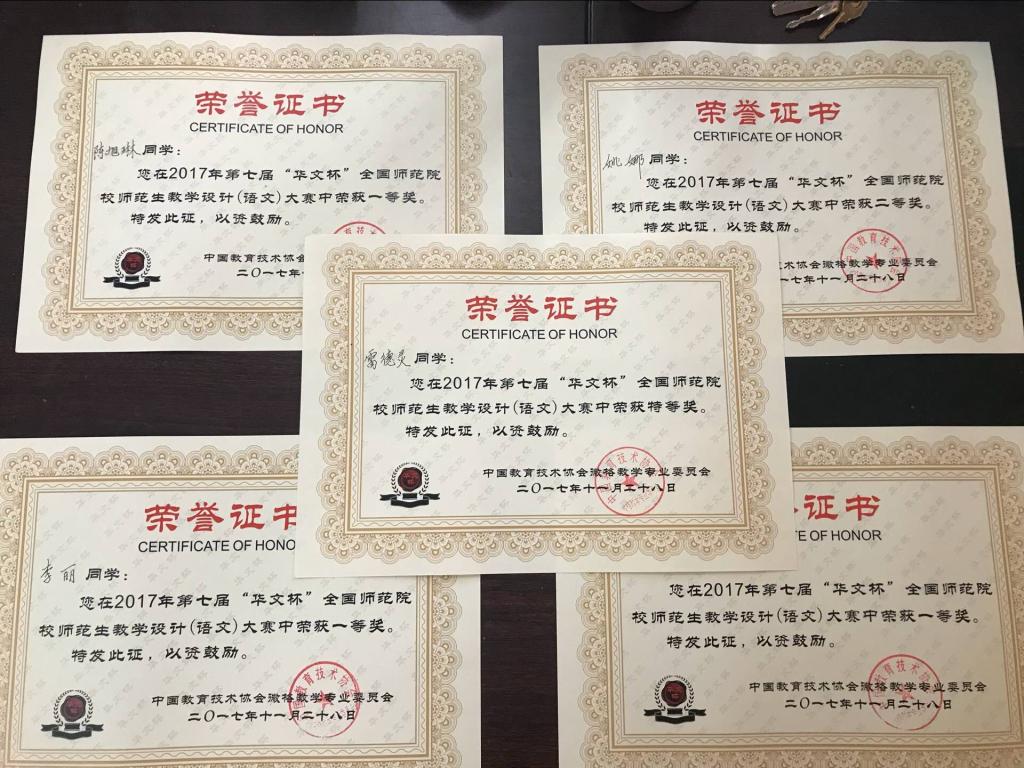 荣誉证书
CERTIFICATE OF HONOR
陈旭琳同学：
您在2017年第七届“华文杯”全国师范院
校师范生教学设计(语文)大赛中荣获一等奖。
特发此证，以资鼓励。
中国教育技术协会
二〇一七年十
荣誉证书
CERTIFICATE OF HONOR
姚娜同学：
您在2017年第七届“华文杯”全国师范院
校师范生教学设计(语文)大赛中荣获二等奖。
特发此证，以资鼓励。
技术协会微格教学专业委员会
一七年十一月二十八日
荣誉证书
CERTIFICATE OF HONOR
雷德灵同学：
您在2017年第七届“华文杯”全国师范院
校师范生教学设计(语文)大赛中荣获特等奖。
特发此证，以资鼓励。
中国教育技术协会微格教学专业委员会
二〇一七年十一月二十八日
荣誉证书
CERTIFICATE OF HONO
李丽同学：
您在2017年第七届“华文杯”全国师范院
校师范生教学设计(语文)大赛中荣获一等奖。
特发此证，以资鼓励。
中国教育技术协会微格教学专业委员会
二〇一七年十一月二十八日
证书
OF HONOR
您在2017年第七届“华文杯”全国师范院
校师范生教学设计(语文)大赛中荣获一等奖。
特发此证，以资鼓励。
中国教育技术协会微格教学专业委员会
二〇一七年十一月二十八日